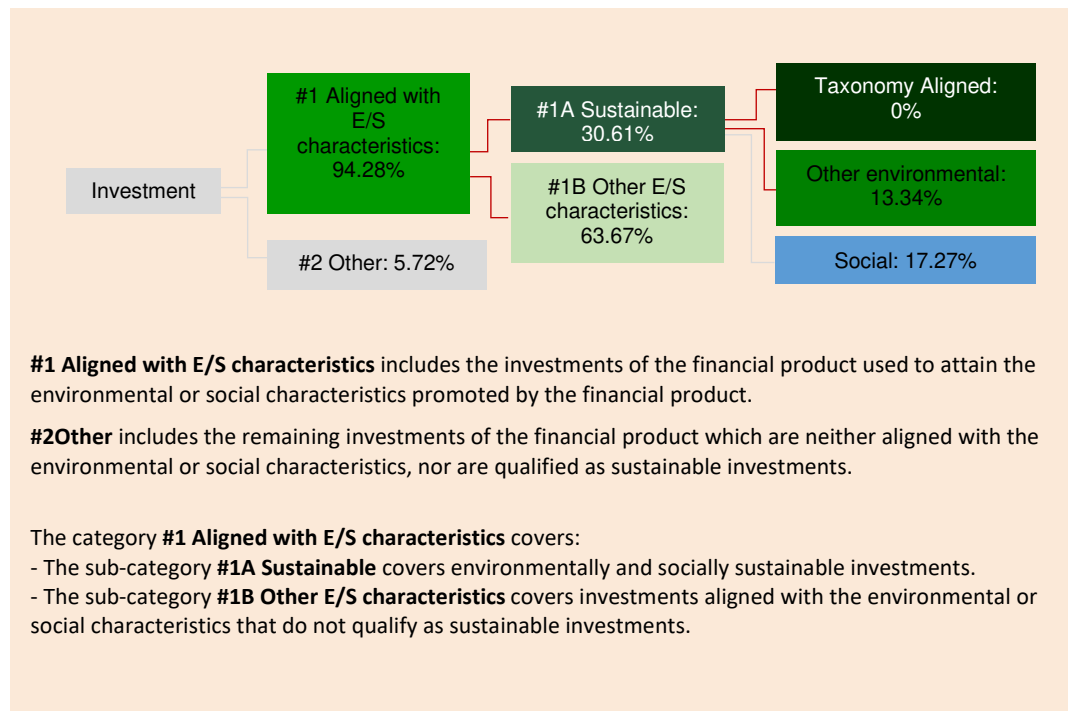 Investment
#1 Aligned with
E/S
characteristics:
94.28%
#2 Other: 5.72%
#1A Sustainable:
30.61%
#1B Other E/S
characteristics:
63.67%
Taxonomy Aligned:
0%
Other environmental:
13.34%
Social: 17.27%
#1 Aligned with E/S characteristics includes the investments of the financial product used to attain the
environmental or social characteristics promoted by the financial product.
#2Other includes the remaining investments of the financial product which are neither aligned with the
environmental or social characteristics, nor are qualified as sustainable investments.
The category #1 Aligned with E/S characteristics covers:
- The sub-category #1A Sustainable covers environmentally and socially sustainable investments.
- The sub-category #1B Other E/S characteristics covers investments aligned with the environmental or
social characteristics that do not qualify as sustainable investments.